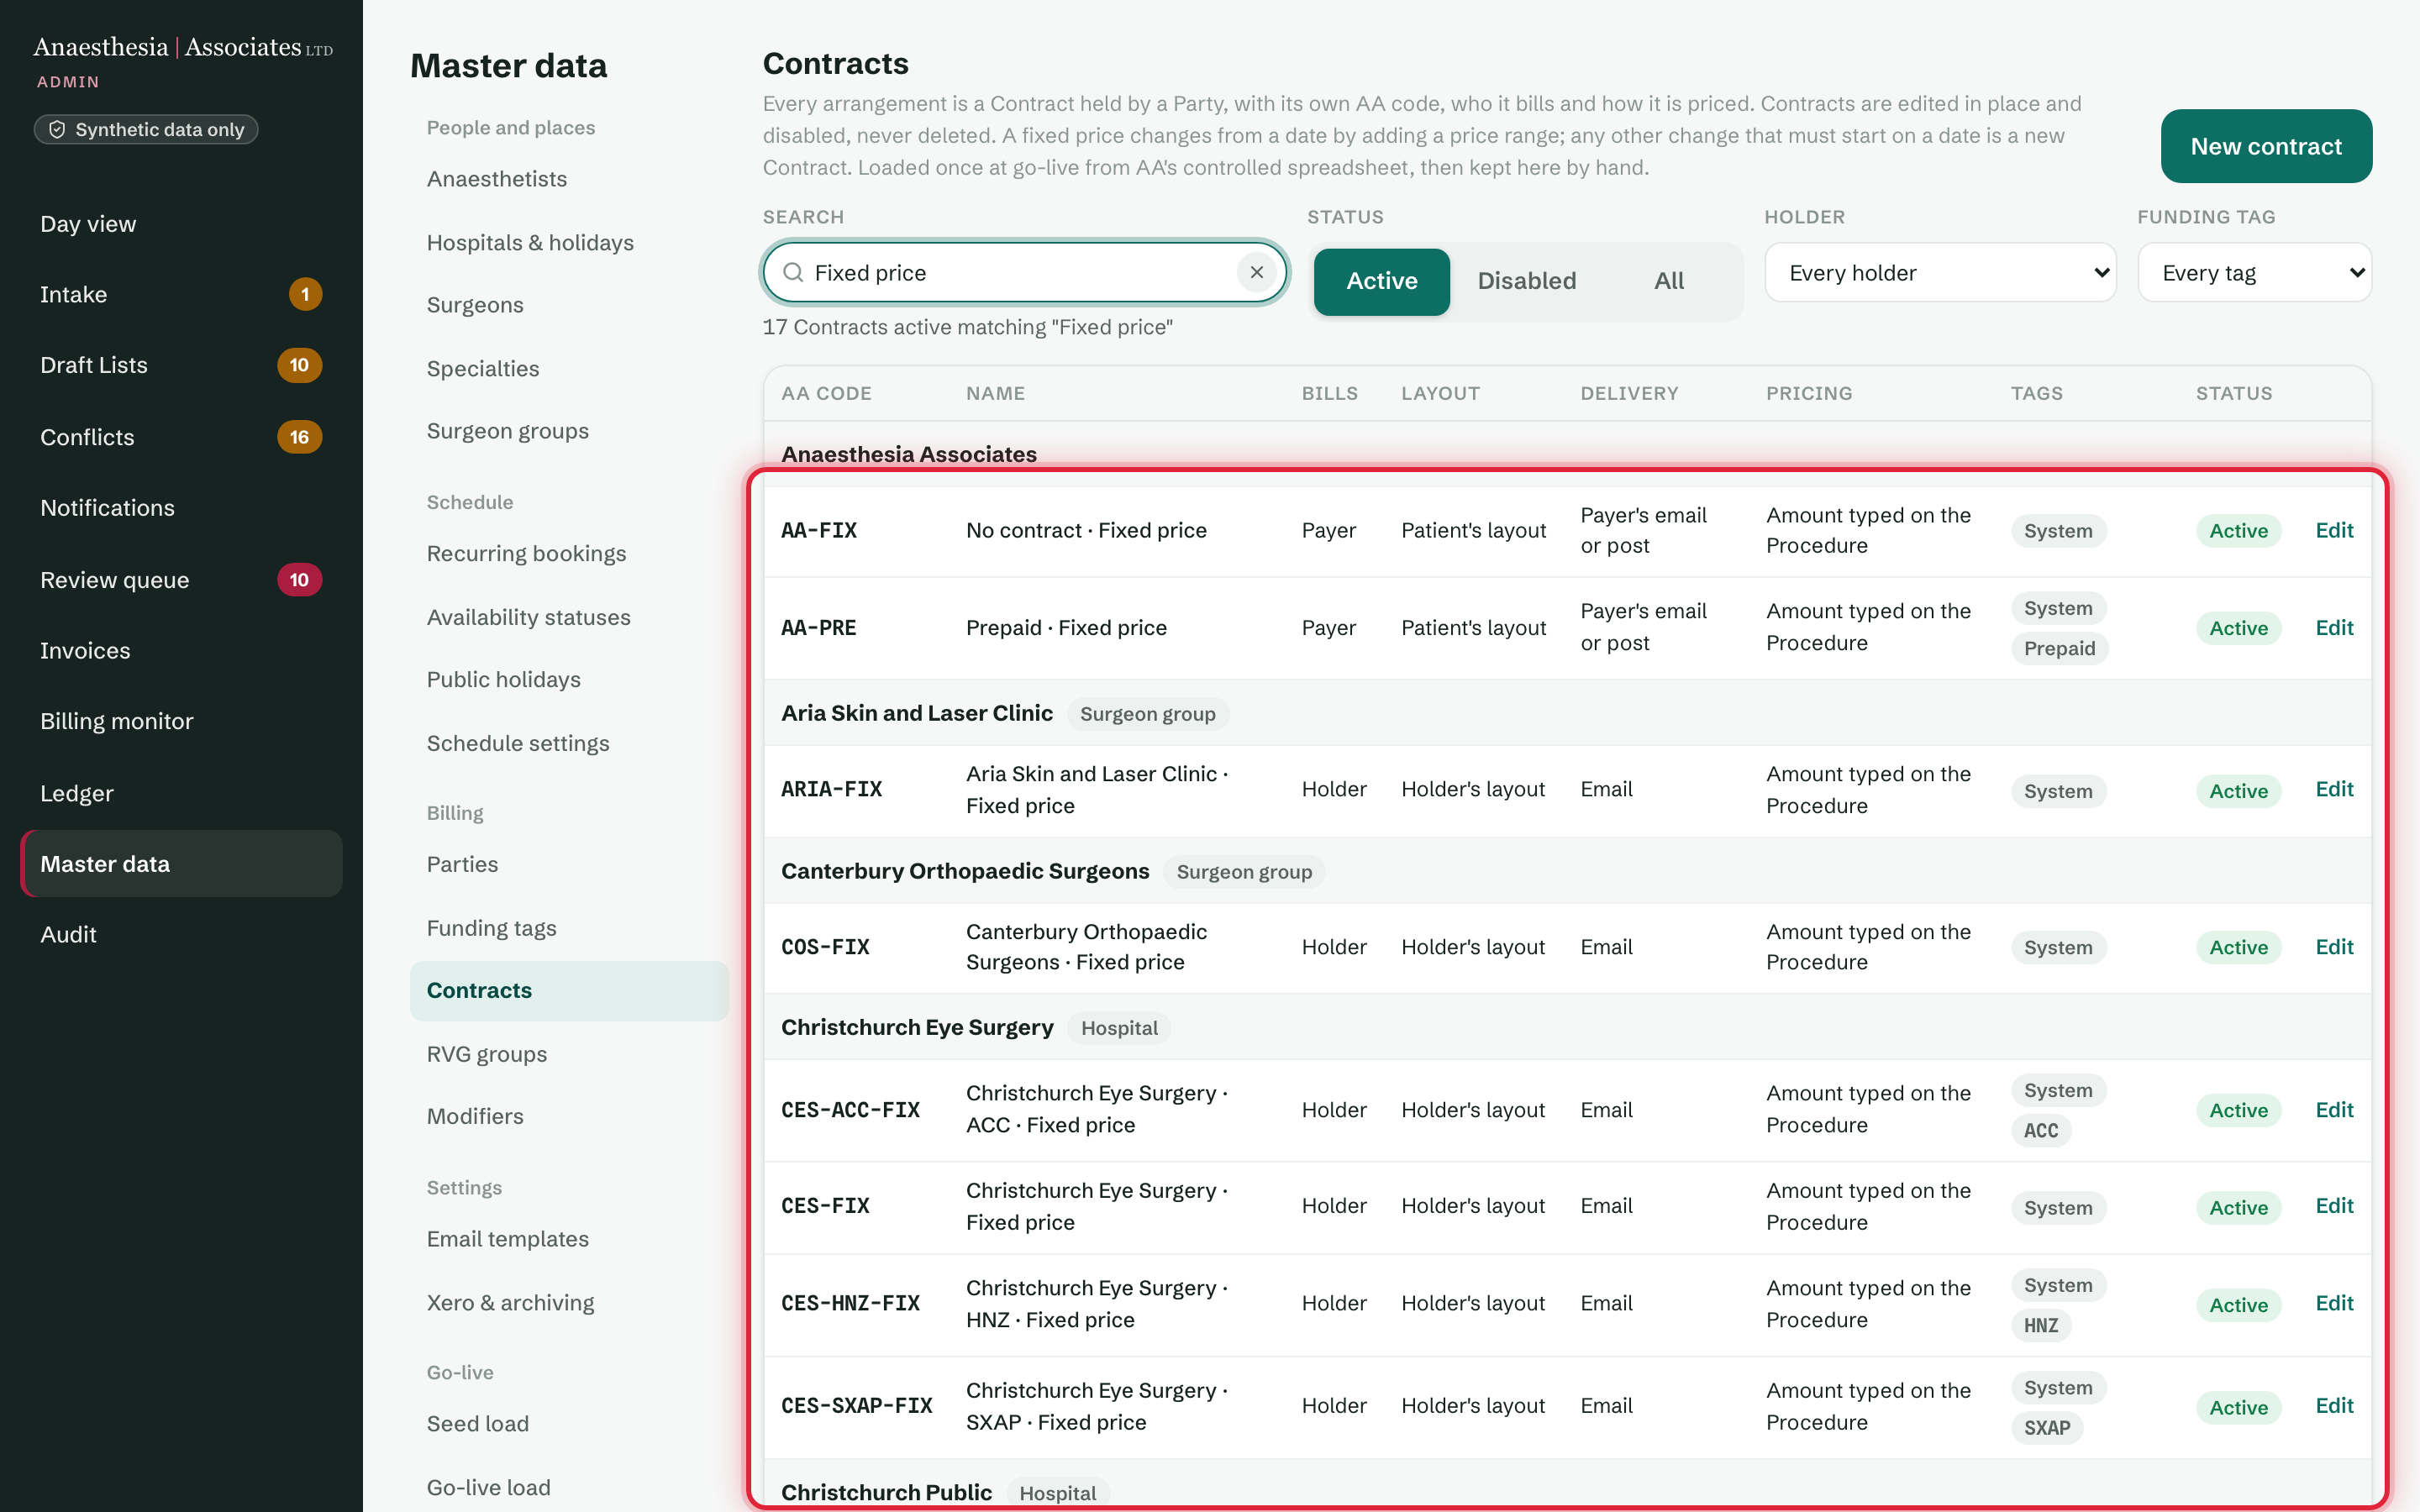 Anaesthesia | Associates LTD
ADMIN
Synthetic data only
Day view
Intake 1
Draft Lists 10
Conflicts 16
Notifications
Review queue 10
Invoices
Billing monitor
Ledger
Master data
Audit
Master data
People and places
Anaesthetists
Hospitals & holidays
Surgeons
Specialties
Surgeon groups
Schedule
Recurring bookings
Availability statuses
Public holidays
Schedule settings
Billing
Parties
Funding tags
Contracts
RVG groups
Modifiers
Settings
Email templates
Xero & archiving
Go-live
Seed load
Go-live load
Contracts
Every arrangement is a Contract held by a Party, with its own AA code, who it bills and how it is priced. Contracts are edited in place and
disabled, never deleted. A fixed price changes from a date by adding a price range; any other change that must start on a date is a new
Contract. Loaded once at go-live from AA's controlled spreadsheet, then kept here by hand.
New contract
SEARCH STATUS HOLDER FUNDING TAG
Fixed price Active Disabled All Every holder Every tag
17 Contracts active matching "Fixed price"
AA CODE NAME BILLS LAYOUT DELIVERY PRICING TAGS STATUS
Anaesthesia Associates
AA-FIX No contract · Fixed price Payer Patient's layout Payer's email or post Amount typed on the Procedure System Active Edit
AA-PRE Prepaid · Fixed price Payer Patient's layout Payer's email or post Amount typed on the Procedure System Prepaid Active Edit
Aria Skin and Laser Clinic Surgeon group
ARIA-FIX Aria Skin and Laser Clinic · Fixed price Holder Holder's layout Email Amount typed on the Procedure System Active Edit
Canterbury Orthopaedic Surgeons Surgeon group
COS-FIX Canterbury Orthopaedic Surgeons · Fixed price Holder Holder's layout Email Amount typed on the Procedure System Active Edit
Christchurch Eye Surgery Hospital
CES-ACC-FIX Christchurch Eye Surgery · ACC · Fixed price Holder Holder's layout Email Amount typed on the Procedure System ACC Active Edit
CES-FIX Christchurch Eye Surgery · Fixed price Holder Holder's layout Email Amount typed on the Procedure System Active Edit
CES-HNZ-FIX Christchurch Eye Surgery · HNZ · Fixed price Holder Holder's layout Email Amount typed on the Procedure System HNZ Active Edit
CES-SXAP-FIX Christchurch Eye Surgery · SXAP · Fixed price Holder Holder's layout Email Amount typed on the Procedure System SXAP Active Edit
Christchurch Public Hospital